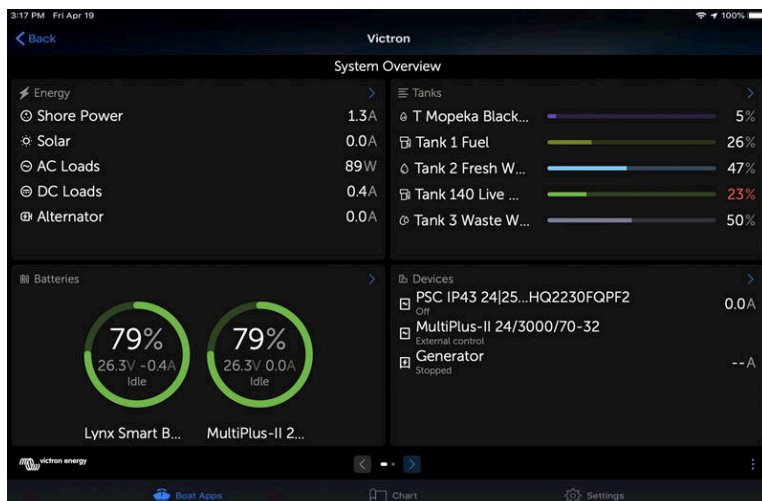 3:17 PM Fri Apr 19
100%
Back
Victron
System Overview
Energy
Shore Power 1.3A
Solar 0.0A
AC Loads 89W
DC Loads 0.4A
Alternator 0.0A
Tanks
T Mopeka Black... 5%
Tank 1 Fuel 26%
Tank 2 Fresh W... 47%
Tank 140 Live ... 23%
Tank 3 Waste W... 50%
Batteries
79%
26.3V -0.4A
Idle
Lynx Smart B...
79%
26.3V 0.0A
Idle
MultiPlus-II 2...
Devices
PSC IP43 24|25...HQ2230FQPF2 0.0A
Off
MultiPlus-II 24/3000/70-32
External control
Generator --A
Stopped
victron energy
Boat Apps
Chart
Settings